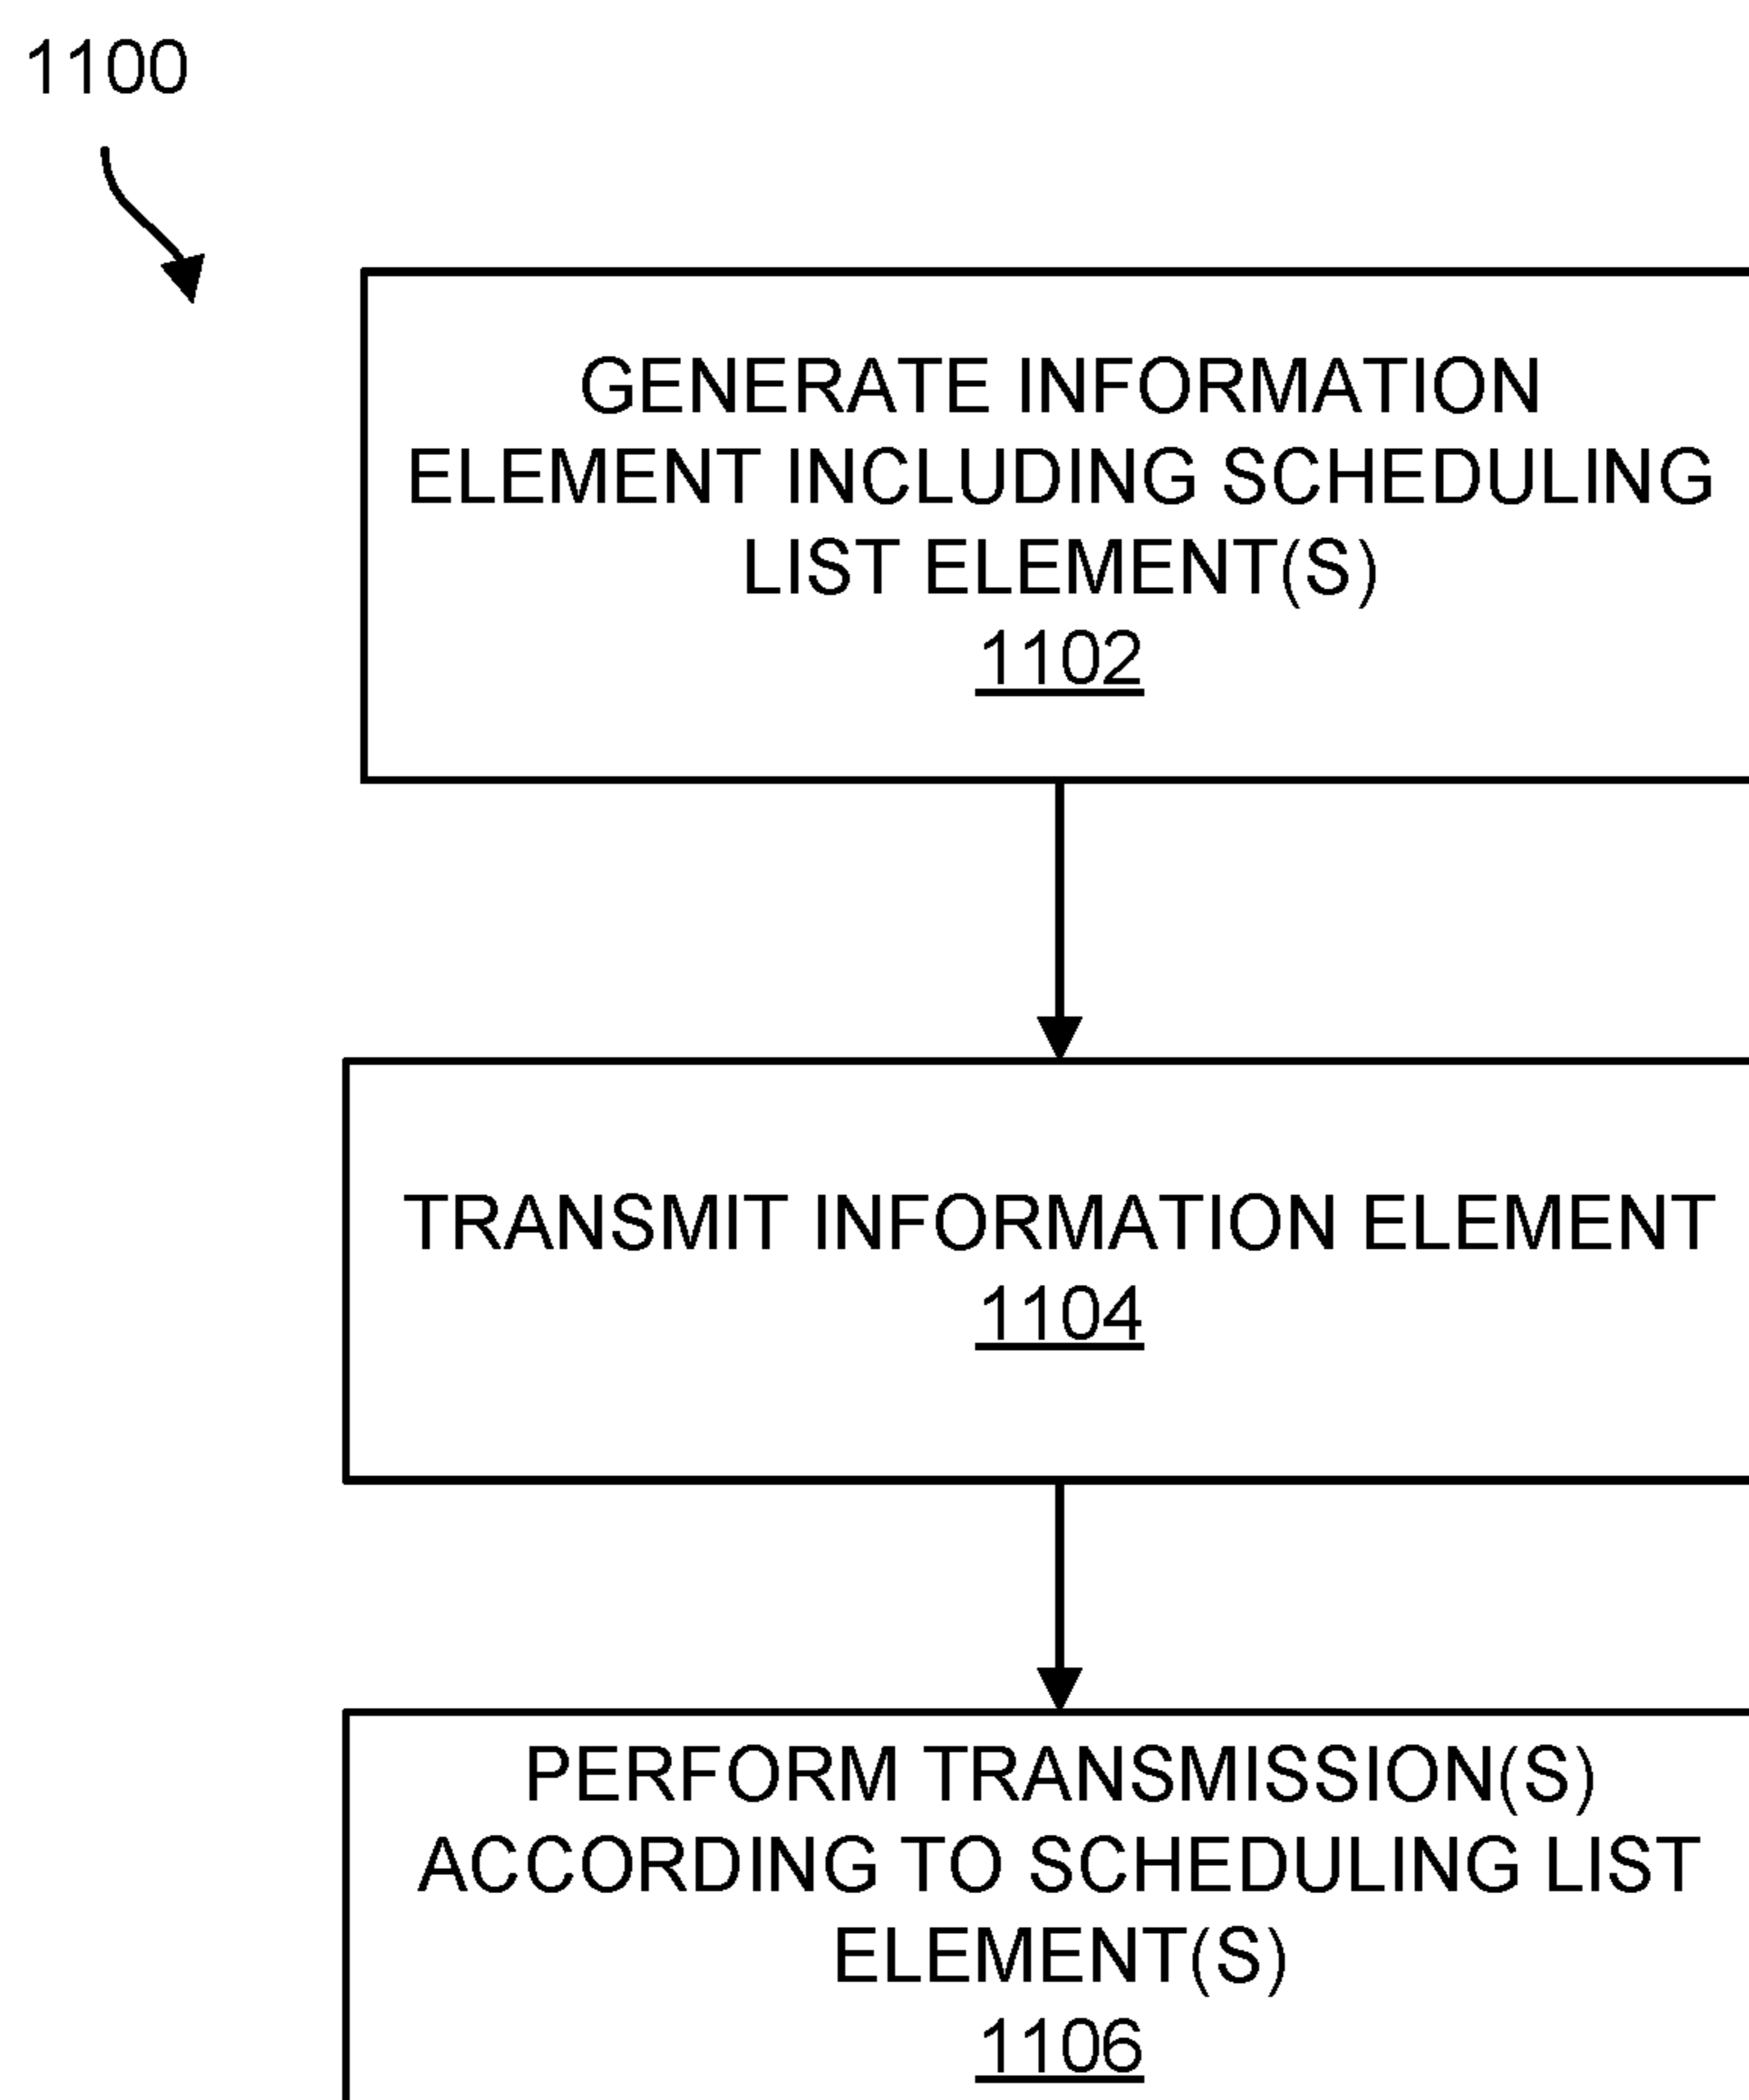 1100
GENERATE INFORMATION
ELEMENT INCLUDING SCHEDULING
LIST ELEMENT(S)
1102
TRANSMIT INFORMATION ELEMENT
1104
PERFORM TRANSMISSION(S)
ACCORDING TO SCHEDULING LIST
ELEMENT(S)
1106